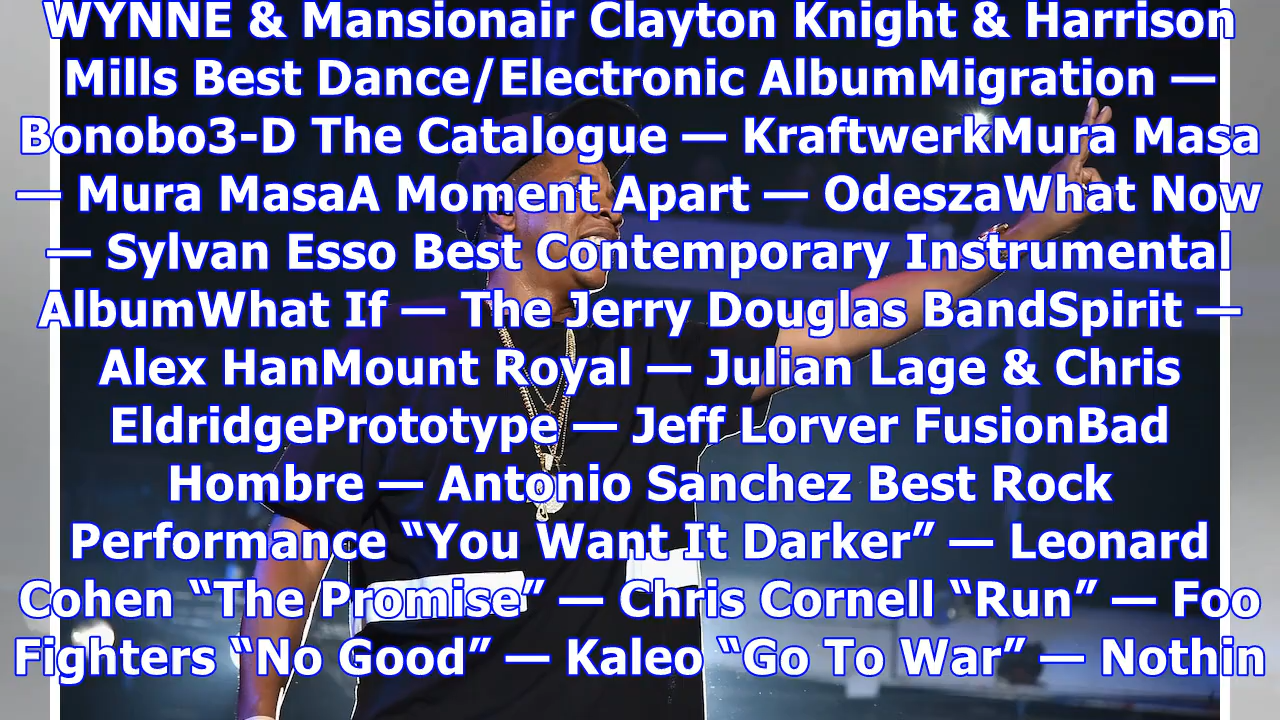 WYNNE & Mansionair Clayton Knight & Harrison
Mills Best Dance/Electronic AlbumMigration —
Bonobo3-D The Catalogue — KraftwerkMura Masa
— Mura MasaA Moment Apart — OdeszaWhat Now
— Sylvan Esso Best Contemporary Instrumental
AlbumWhat If — The Jerry Douglas BandSpirit —
Alex HanMount Royal — Julian Lage & Chris
EldridgePrototype — Jeff Lorver FusionBad
Hombre — Antonio Sanchez Best Rock
Performance “You Want It Darker” — Leonard
Cohen “The Promise” — Chris Cornell “Run” — Foo
Fighters “No Good” — Kaleo “Go To War” — Nothin